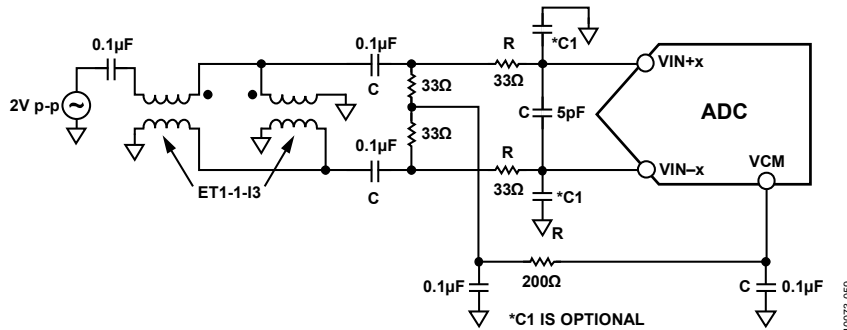 0.1µF
2V p-p
ET1-1-I3
0.1µF
C
0.1µF
C
33Ω
33Ω
R
33Ω
R
33Ω
*C1
C
5pF
*C1
R
VIN+x
ADC
VIN–x
VCM
0.1µF
200Ω
C
0.1µF
*C1 IS OPTIONAL